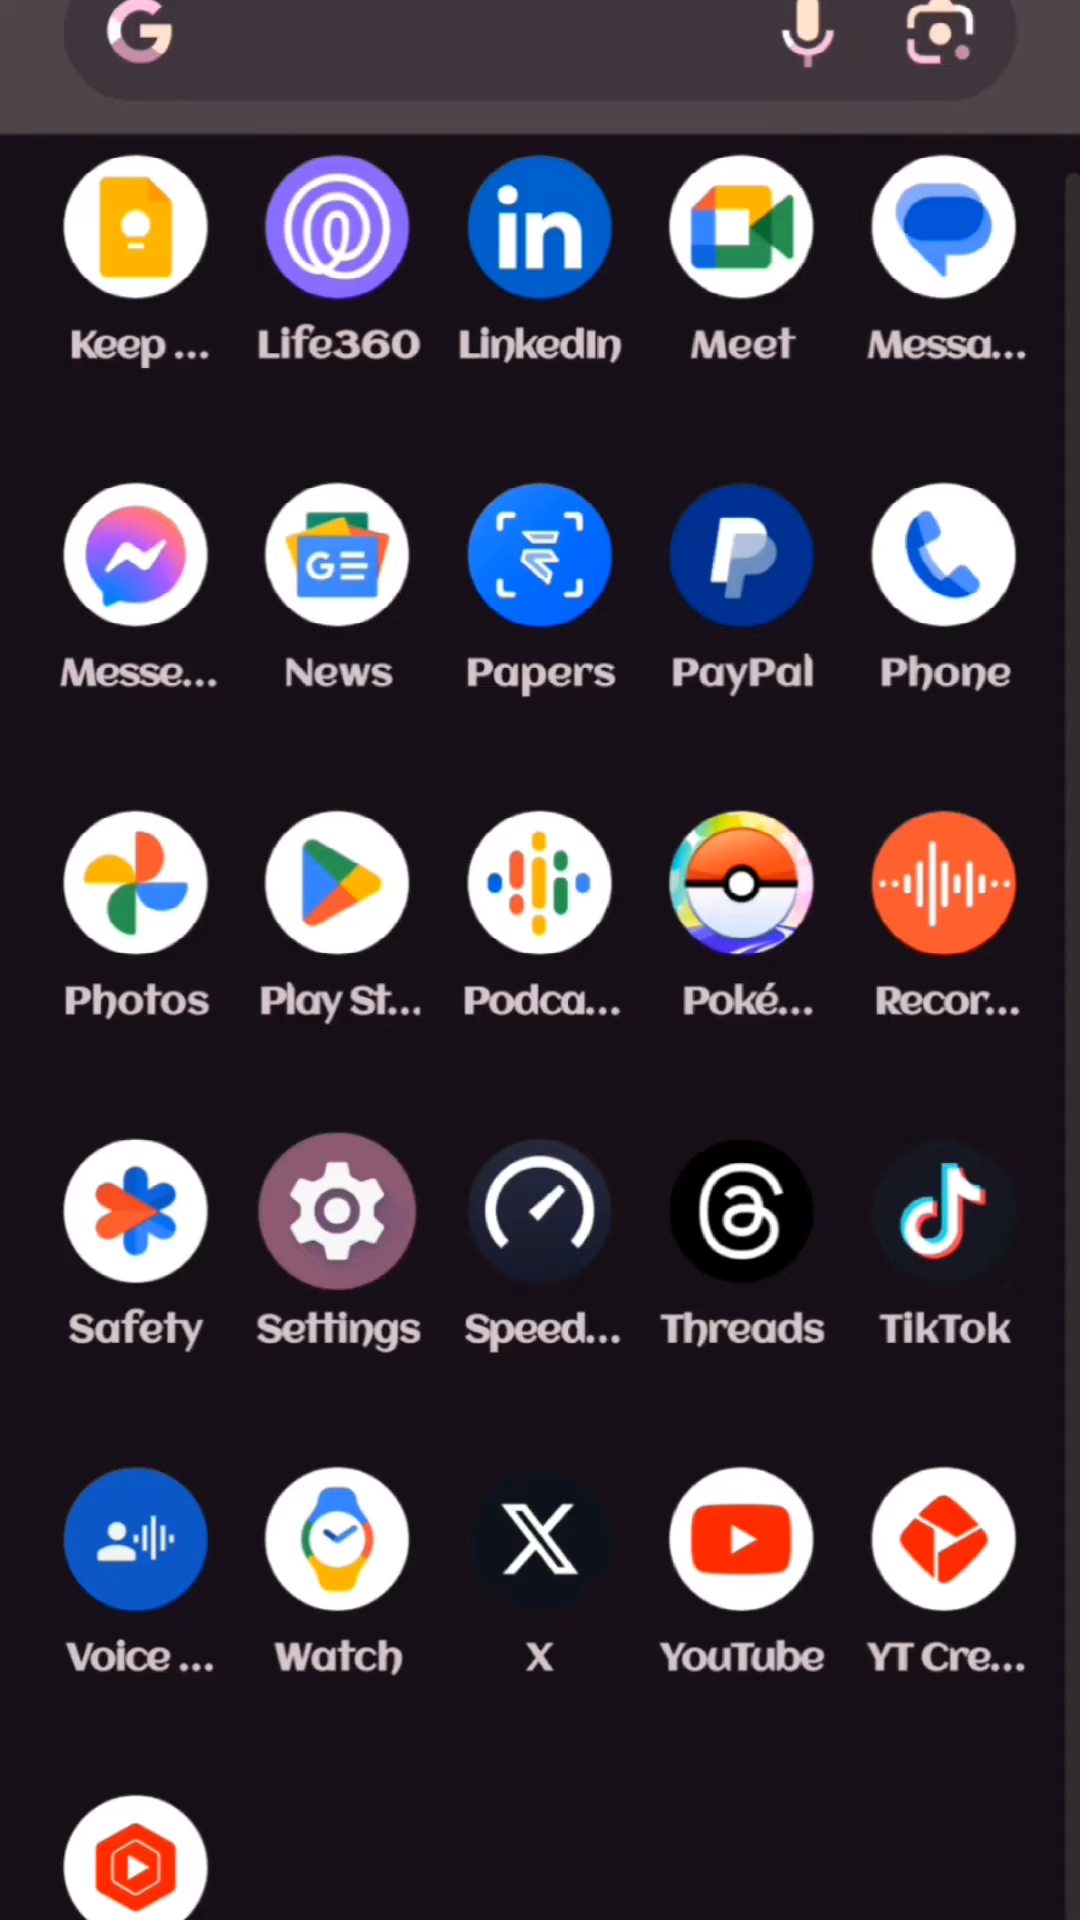 Keep ... Life360 LinkedIn Meet Messa...
Messe... News Papers PayPal Phone
Photos Play St... Podca... Poké... Recor...
Safety Settings Speed... Threads TikTok
Voice ... Watch X YouTube YT Cre...